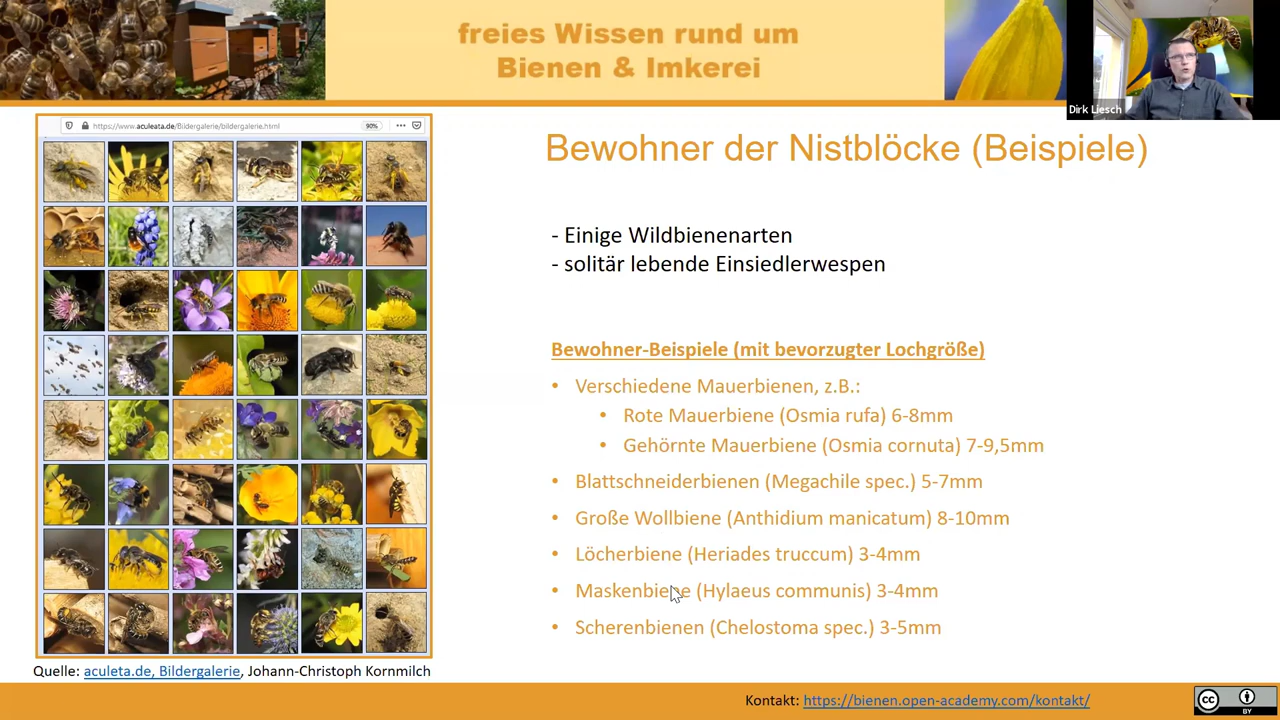 freies Wissen rund um
Bienen & Imkerei
Dirk Liesch
https://www.aculeata.de/Bildergalerie/bildergalerie.html
90%
Bewohner der Nistblöcke (Beispiele)
- Einige Wildbienenarten
- solitär lebende Einsiedlerwespen
Bewohner-Beispiele (mit bevorzugter Lochgröße)
• Verschiedene Mauerbienen, z.B.:
• Rote Mauerbiene (Osmia rufa) 6-8mm
• Gehörnte Mauerbiene (Osmia cornuta) 7-9,5mm
• Blattschneiderbienen (Megachile spec.) 5-7mm
• Große Wollbiene (Anthidium manicatum) 8-10mm
• Löcherbiene (Heriades truccum) 3-4mm
• Maskenbiene (Hylaeus communis) 3-4mm
• Scherenbienen (Chelostoma spec.) 3-5mm
Quelle: aculeta.de, Bildergalerie, Johann-Christoph Kornmilch
Kontakt: https://bienen.open-academy.com/kontakt/
CC BY